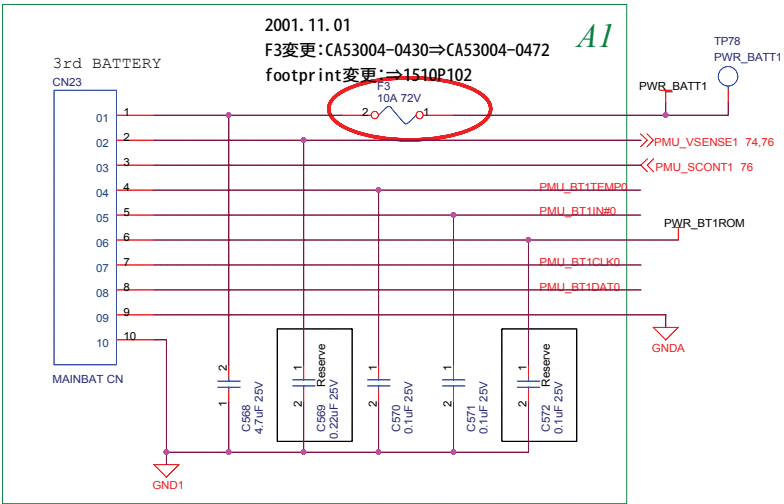 2001.11.01
F3変更:CA53004-0430⇒CA53004-0472
footprint変更:⇒1510P102
A1
TP78
PWR_BATT1
3rd BATTERY
CN23
PWR_BATT1
F3
10A 72V
2
1
01
1
02
2
PMU_VSENSE1 74,76
03
3
PMU_SCONT1 76
04
4
PMU_BT1TEMP0
05
5
PMU_BT1IN#0
PWR_BT1ROM
06
6
07
7
PMU_BT1CLK0
08
8
PMU_BT1DAT0
09
9
10
10
GNDA
MAINBAT CN
2
1
C568
4.7uF 25V
1
2
Reserve
C569
0.22uF 25V
1
2
C570
0.1uF 25V
1
2
C571
0.1uF 25V
1
2
Reserve
C572
0.1uF 25V
GND1